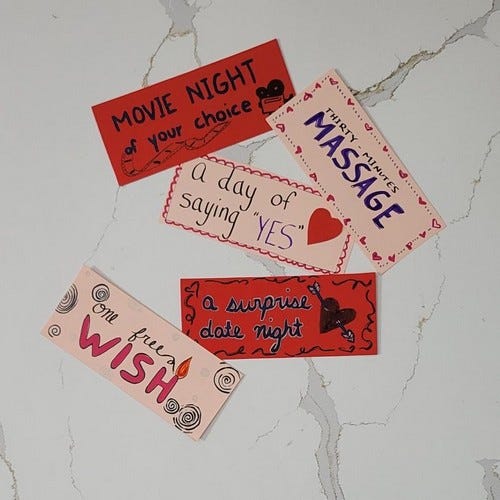 MOVIE NIGHT
of your choice
THIRTY MINUTES
MASSAGE
a day of
saying "YES"
a surprise
date night
one free
WISH